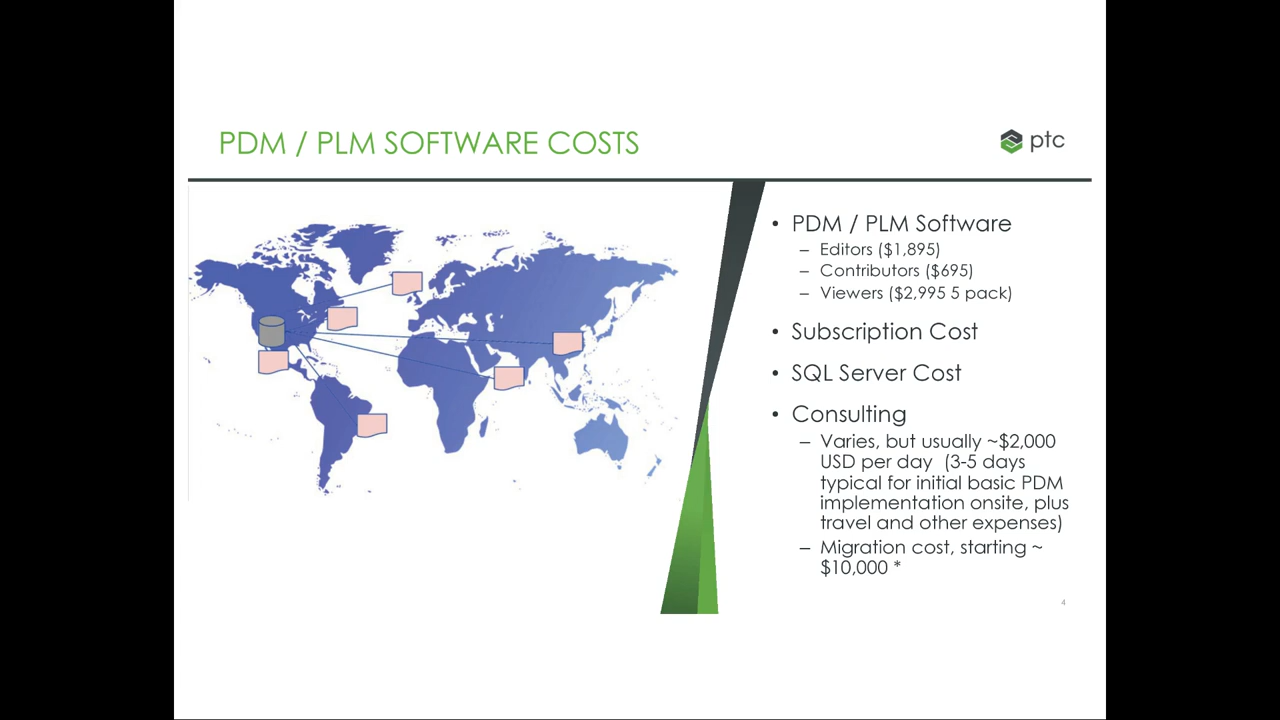 PDM / PLM SOFTWARE COSTS
ptc
• PDM / PLM Software
– Editors ($1,895)
– Contributors ($695)
– Viewers ($2,995 5 pack)
• Subscription Cost
• SQL Server Cost
• Consulting
– Varies, but usually ~$2,000
USD per day (3-5 days
typical for initial basic PDM
implementation onsite, plus
travel and other expenses)
– Migration cost, starting ~
$10,000 *
4